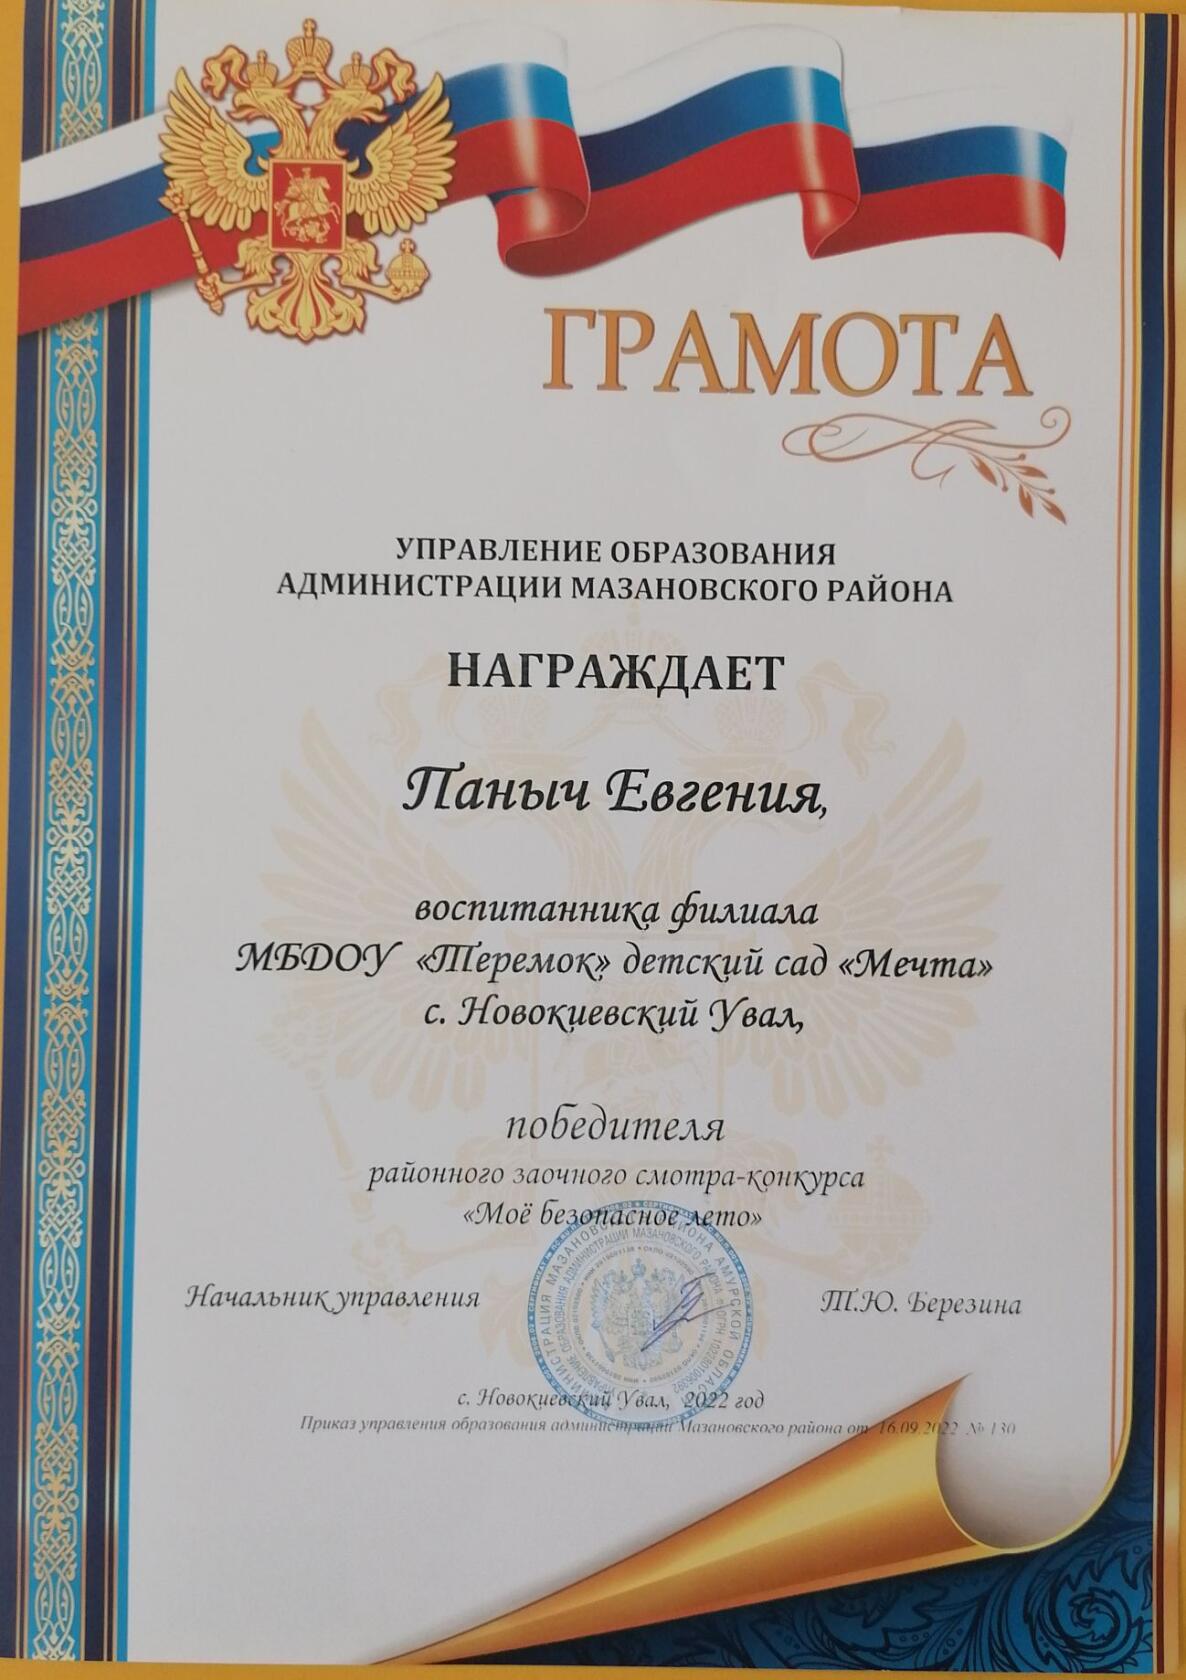 ГРАМОТА
УПРАВЛЕНИЕ ОБРАЗОВАНИЯ
АДМИНИСТРАЦИИ МАЗАНОВСКОГО РАЙОНА
НАГРАЖДАЕТ
Паныч Евгения,
воспитанника филиала
МБДОУ «Теремок» детский сад «Мечта»
с. Новокиевский Увал,
победителя
районного заочного смотра-конкурса
«Моё безопасное лето»
Начальник управления
Т.Ю. Березина
с. Новокиевский Увал, 2022 год
Приказ управления образования администрации Мазановского района от 16.09.2022 № 130